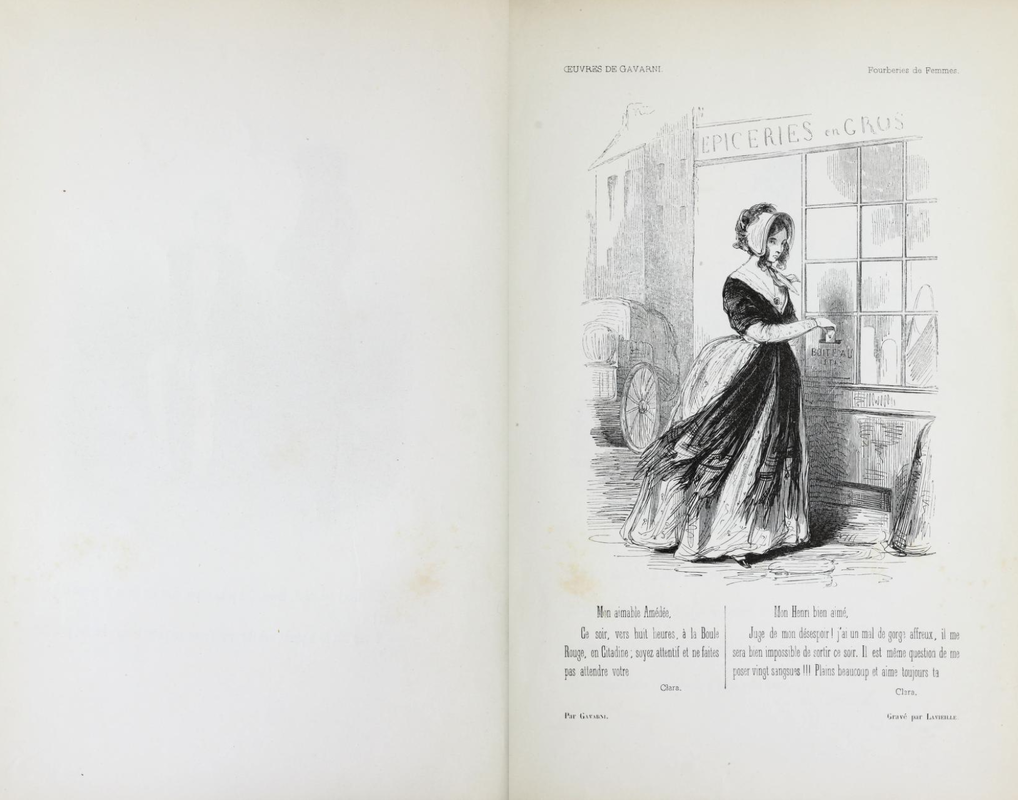 ŒUVRES DE GAVARNI.
Fourberies de Femmes.
EPICERIES en GROS
BOITE AU
Mon aimable Amédée,
Ce soir, vers huit heures, à la Boule
Rouge, en Citadine ; soyez attentif et ne faites
pas attendre votre
Clara.
Mon Henri bien aimé,
Juge de mon désespoir ! j'ai un mal de gorge affreux, il me
sera bien impossible de sortir ce soir. Il est même question de me
poser vingt sangsues !!! Plains beaucoup et aime toujours ta
Clara.
Par GAVARNI.
Gravé par LAVIEILLE.